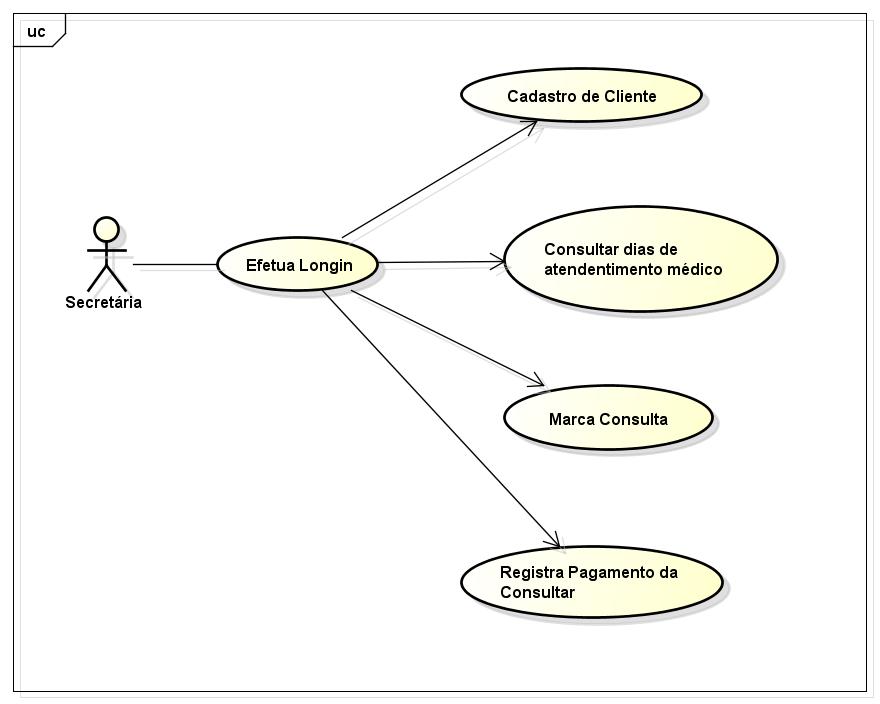 uc
Cadastro de Cliente
Consultar dias de
atendentimento médico
Efetua Longin
Secretária
Marca Consulta
Registra Pagamento da
Consultar